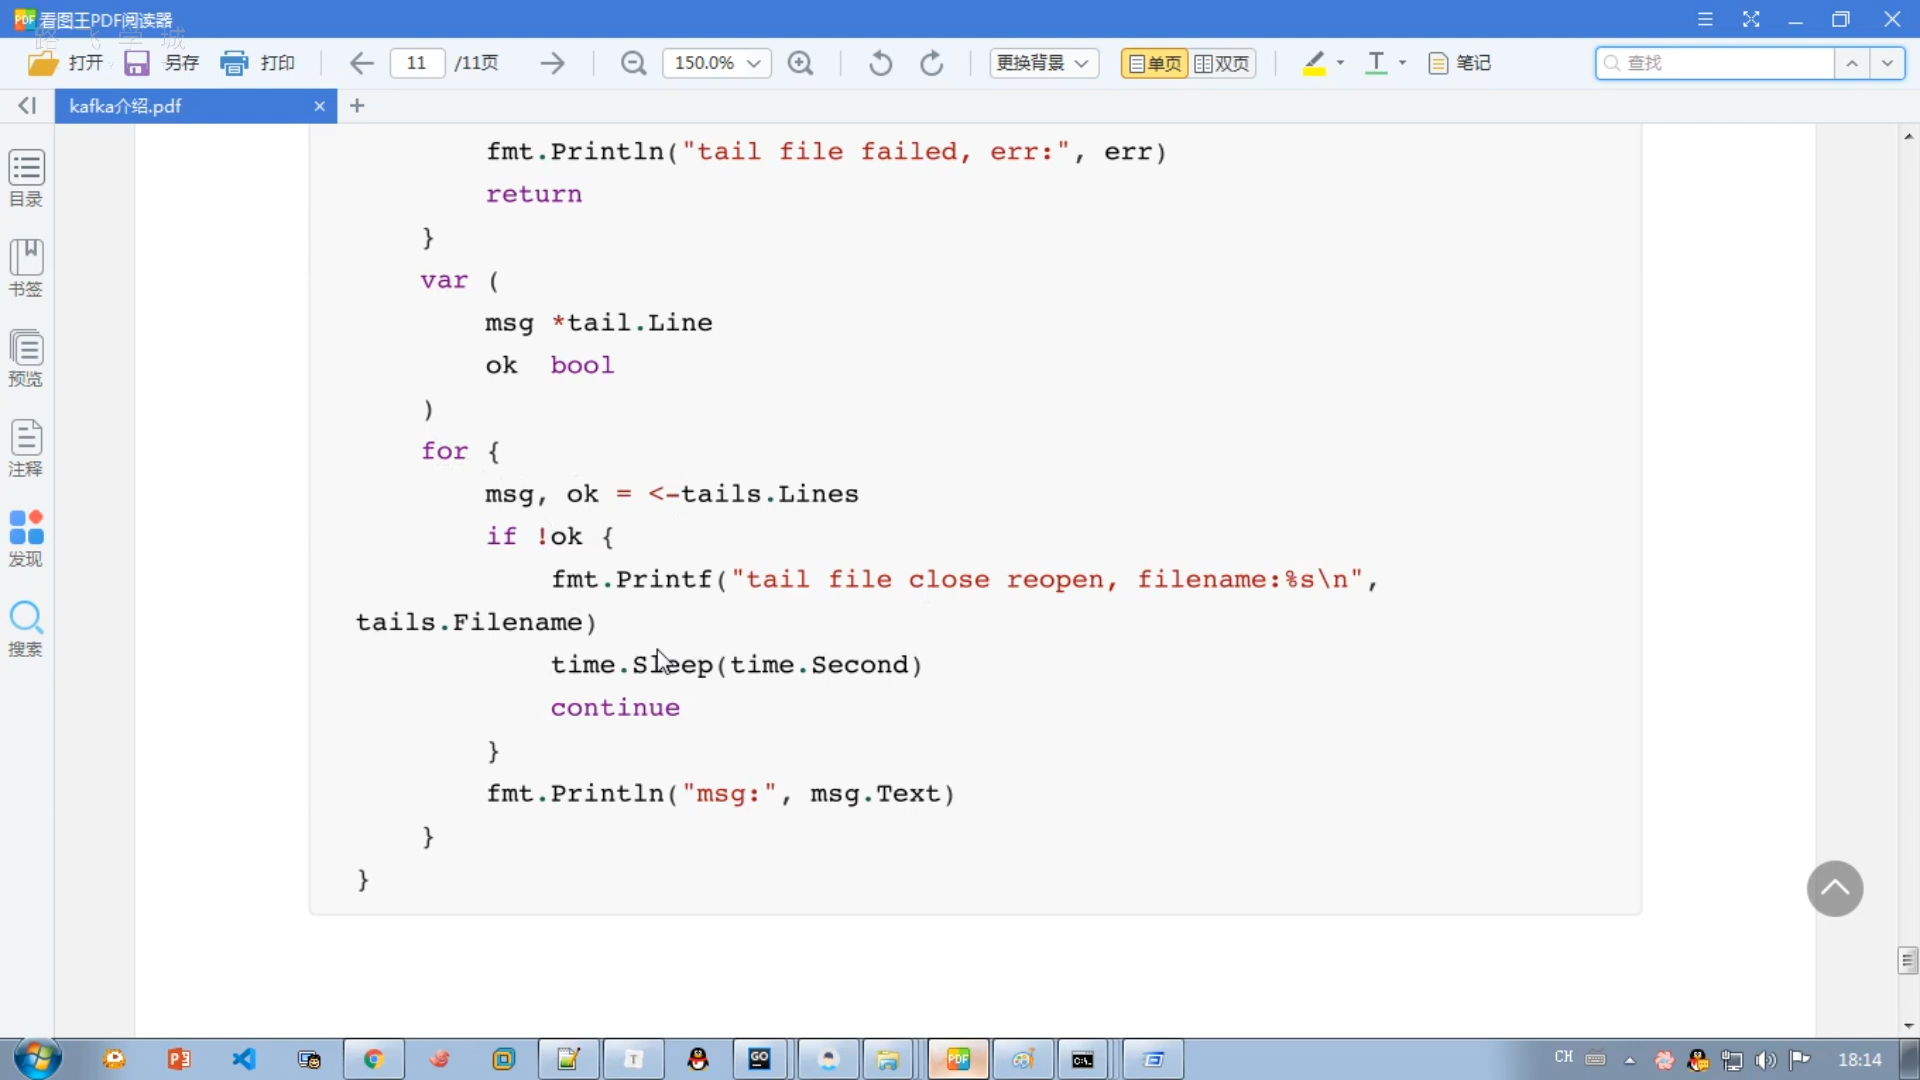 看图王PDF阅读器
路飞学城
打开 另存 打印 11 /11页 150.0% 更换背景 单页 双页 笔记 查找
kafka介绍.pdf
目录
书签
预览
注释
发现
搜索
fmt.Println("tail file failed, err:", err)
return
}
var (
msg *tail.Line
ok  bool
)
for {
msg, ok = <-tails.Lines
if !ok {
fmt.Printf("tail file close reopen, filename:%s\n",
tails.Filename)
time.Sleep(time.Second)
continue
}
fmt.Println("msg:", msg.Text)
}
}
CH 18:14